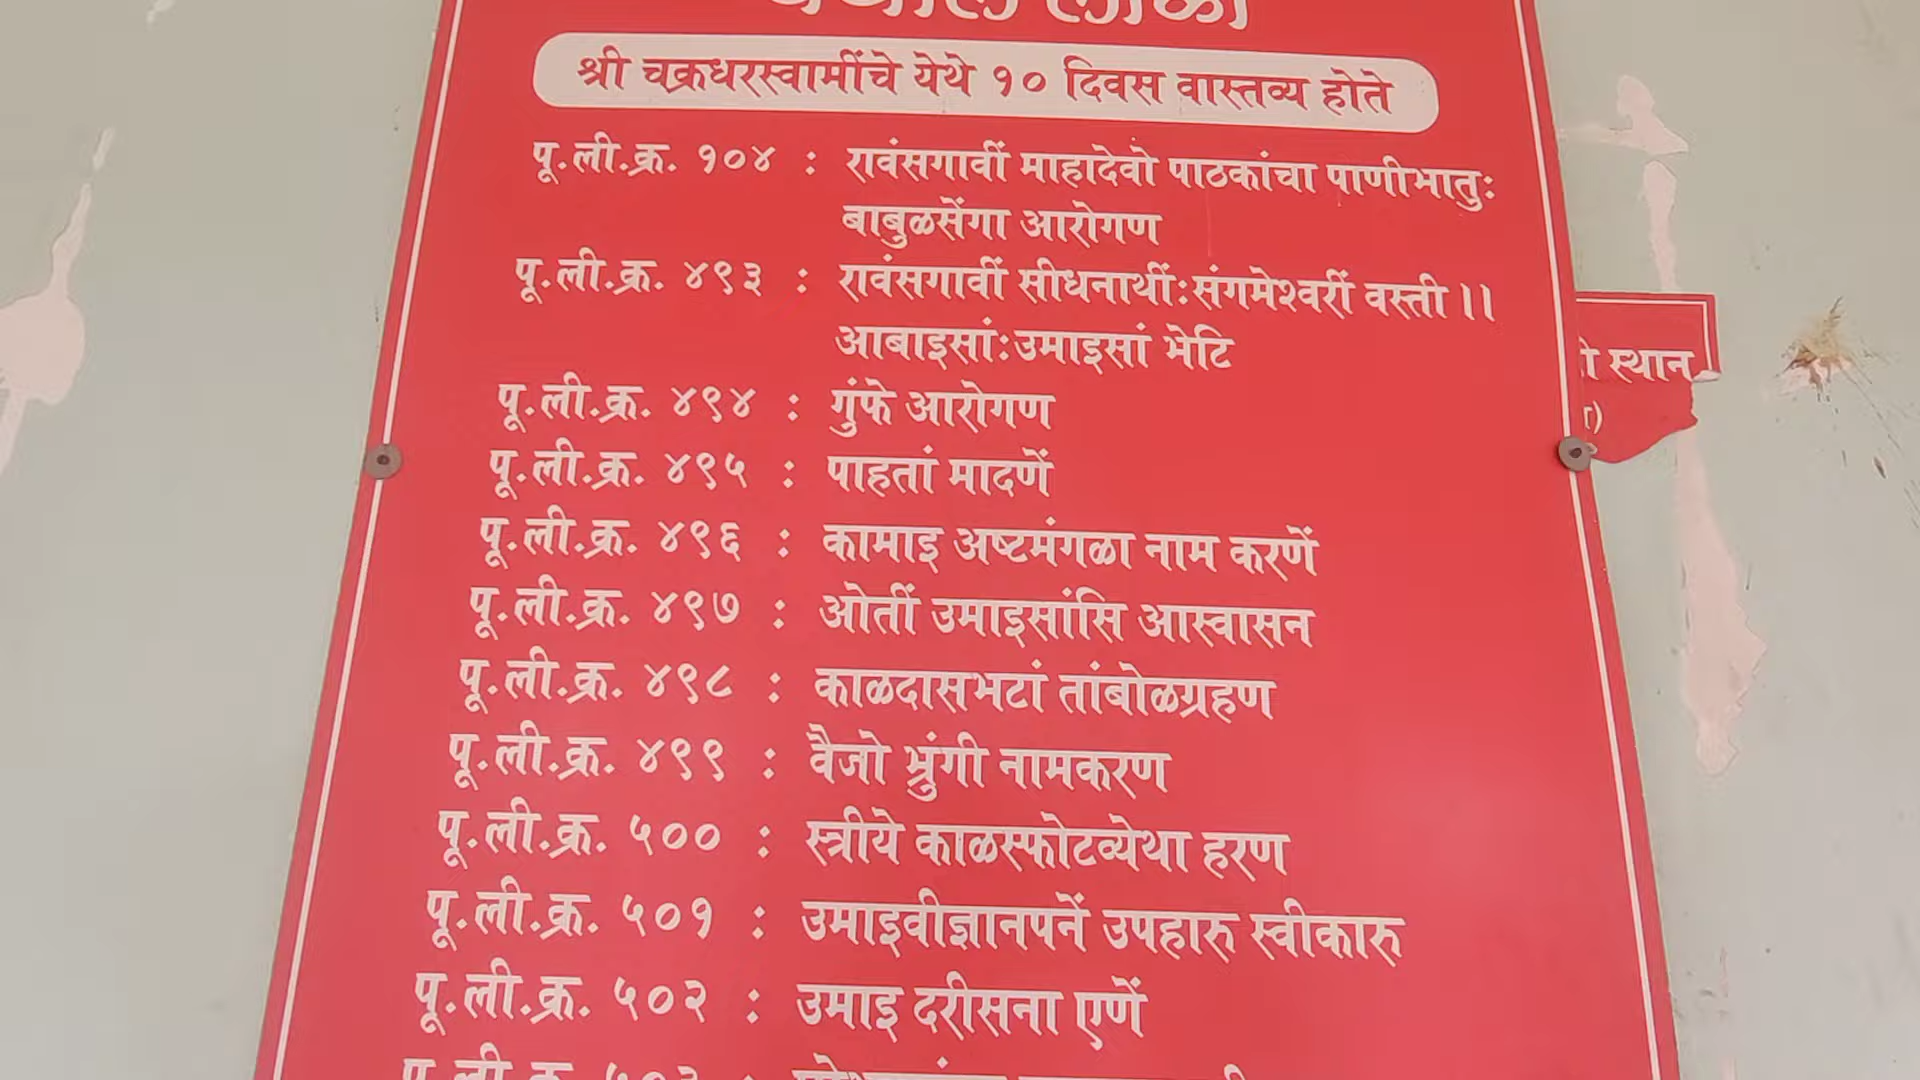 येथील लीळा
श्री चक्रधरस्वामींचे येथे १० दिवस वास्तव्य होते
पू.ली.क्र. १०४ : रावंसगावीं माहादेवो पाठकांचा पाणीभातुः
बाबुळसेंगा आरोगण
पू.ली.क्र. ४९३ : रावंसगावीं सीधनाथींःसंगमेश्वरीं वस्ती।।
आबाइसांःउमाइसां भेटि
पू.ली.क्र. ४९४ : गुंफे आरोगण
पू.ली.क्र. ४९५ : पाहतां मादणें
पू.ली.क्र. ४९६ : कामाइ अष्टमंगळा नाम करणें
पू.ली.क्र. ४९७ : ओतीं उमाइसांसि आस्वासन
पू.ली.क्र. ४९८ : काळदासभटां तांबोळग्रहण
पू.ली.क्र. ४९९ : वैजो भ्रुंगी नामकरण
पू.ली.क्र. ५०० : स्त्रीये काळस्फोटव्येथा हरण
पू.ली.क्र. ५०१ : उमाइवीज्ञानपनें उपहारु स्वीकारु
पू.ली.क्र. ५०२ : उमाइ दरीसना एणें
पू.ली.क्र. ५०३ :
स्थान